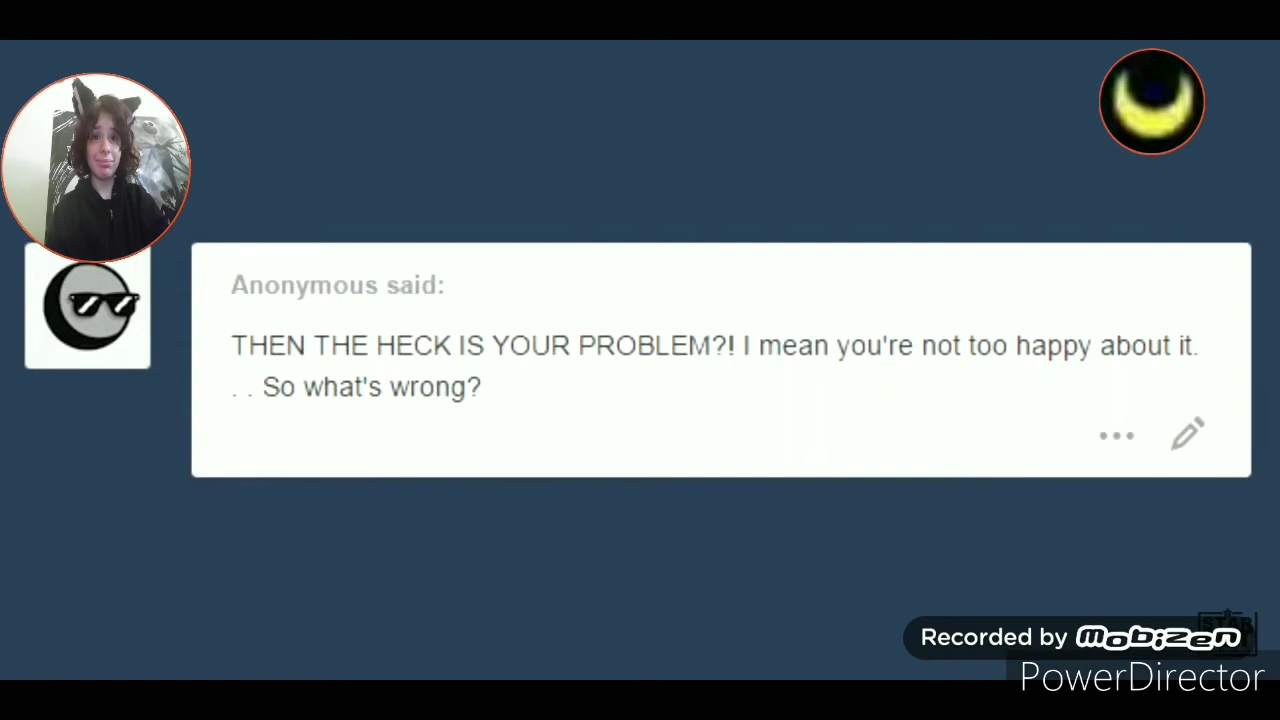 Anonymous said:
THEN THE HECK IS YOUR PROBLEM?! I mean you're not too happy about it.
. . So what's wrong?
Recorded by mobizen
PowerDirector